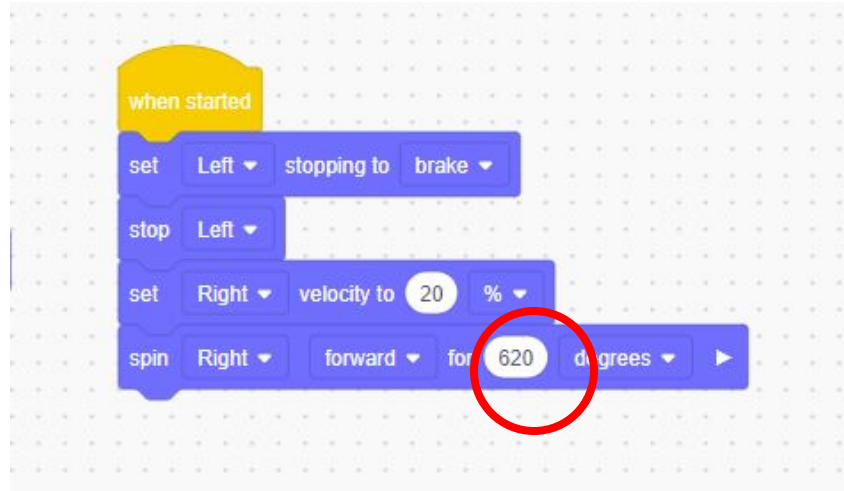 when started
set Left stopping to brake
stop Left
set Right velocity to 20 %
spin Right forward for 620 degrees